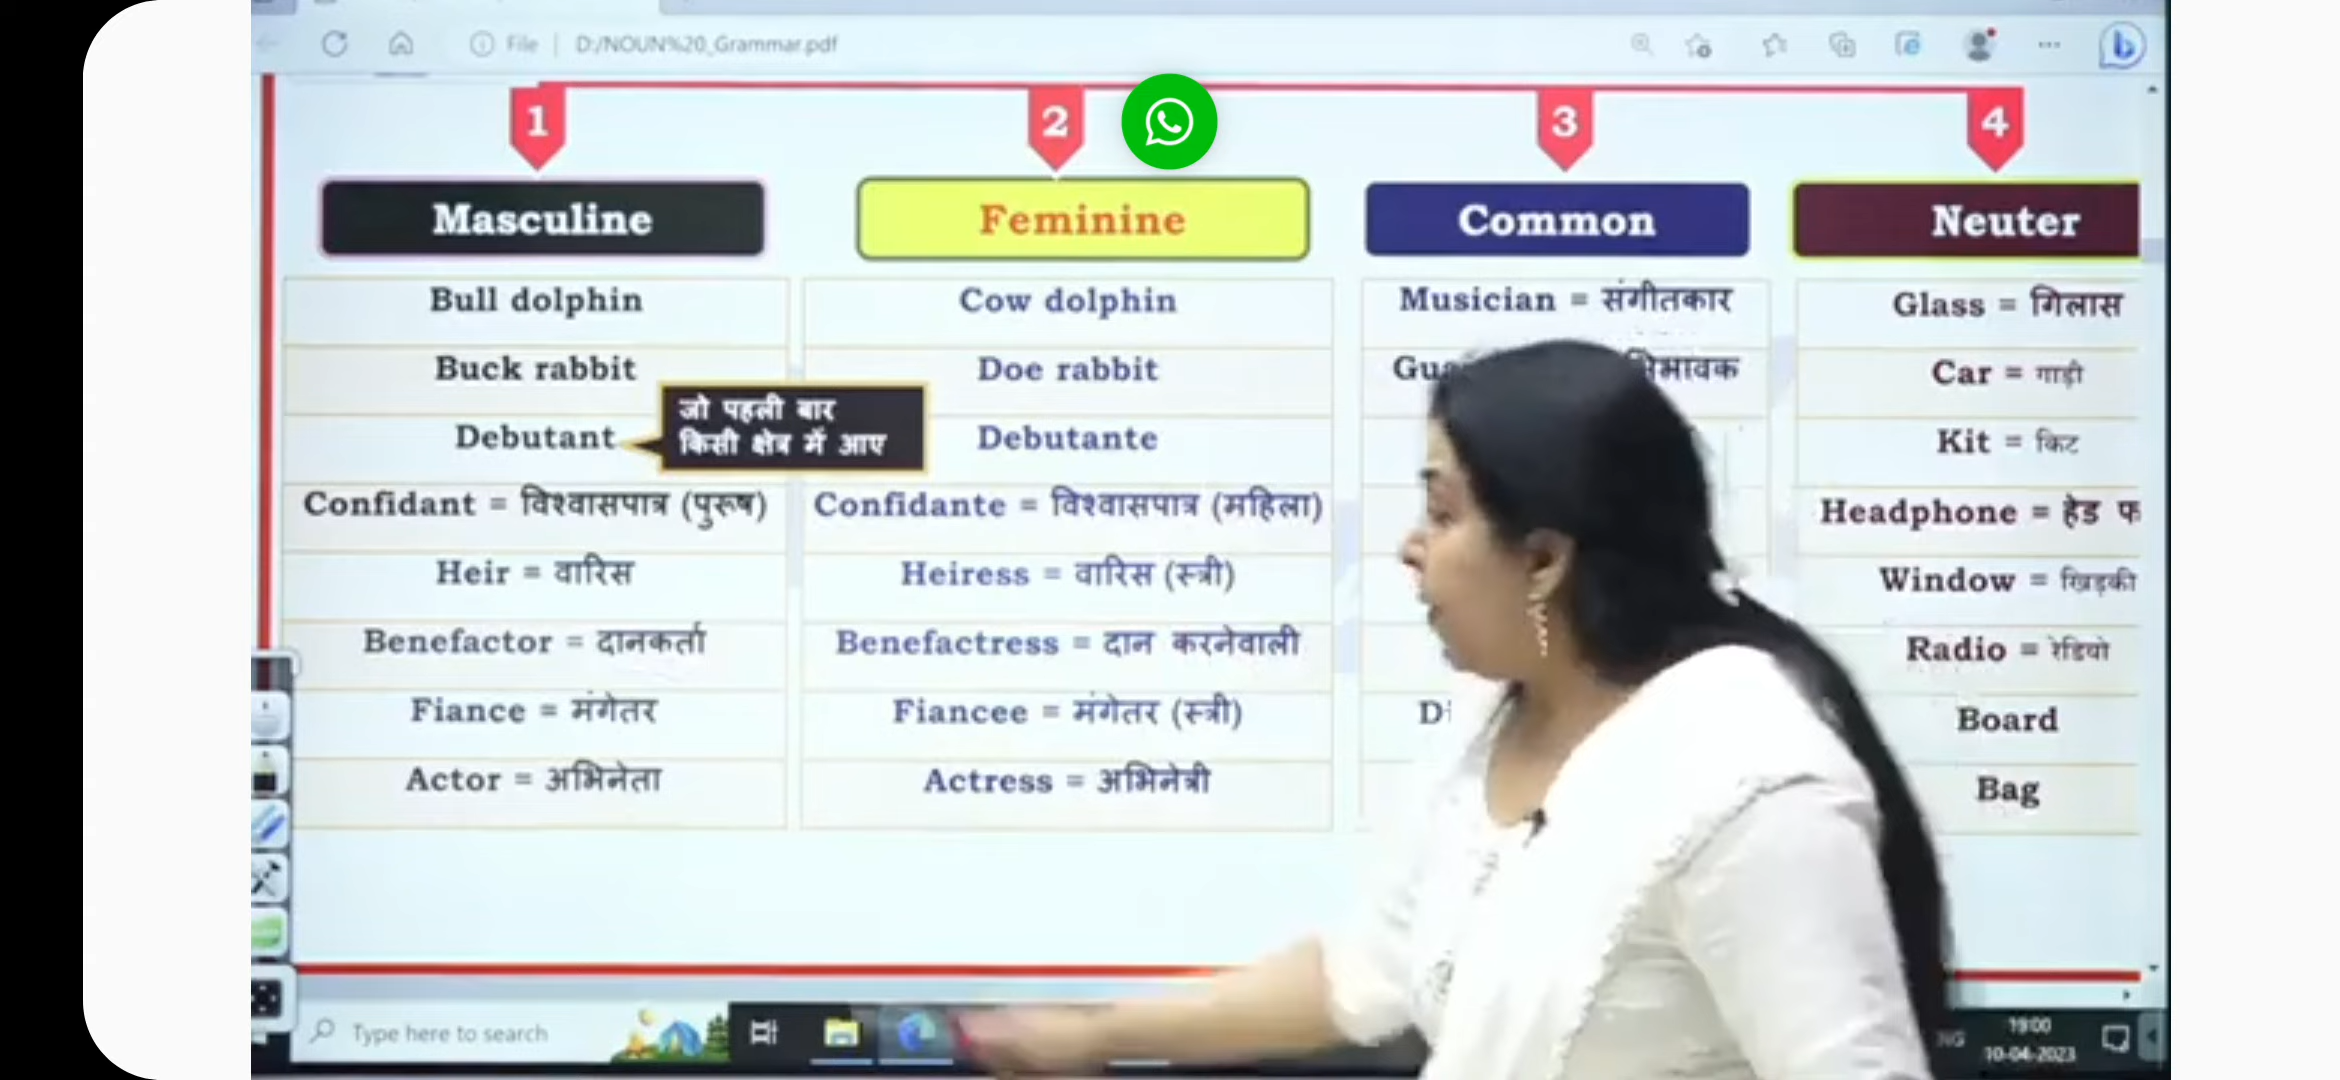 File | D:/NOUN%20_Grammar.pdf
1
2
3
4
Masculine
Feminine
Common
Neuter
Bull dolphin
Cow dolphin
Musician = संगीतकार
Glass = गिलास
Buck rabbit
Doe rabbit
Car = गाड़ी
जो पहली बार
किसी क्षेत्र में आए
Debutant
Debutante
Kit = किट
Confidant = विश्वासपात्र (पुरूष)
Confidante = विश्वासपात्र (महिला)
Headphone = हेड
Heir = वारिस
Heiress = वारिस (स्त्री)
Window = खिड़की
Benefactor = दानकर्ता
Benefactress = दान करनेवाली
Radio = रेडियो
Fiance = मंगेतर
Fiancee = मंगेतर (स्त्री)
Board
Actor = अभिनेता
Actress = अभिनेत्री
Bag
Type here to search
19:00
10-04-2023